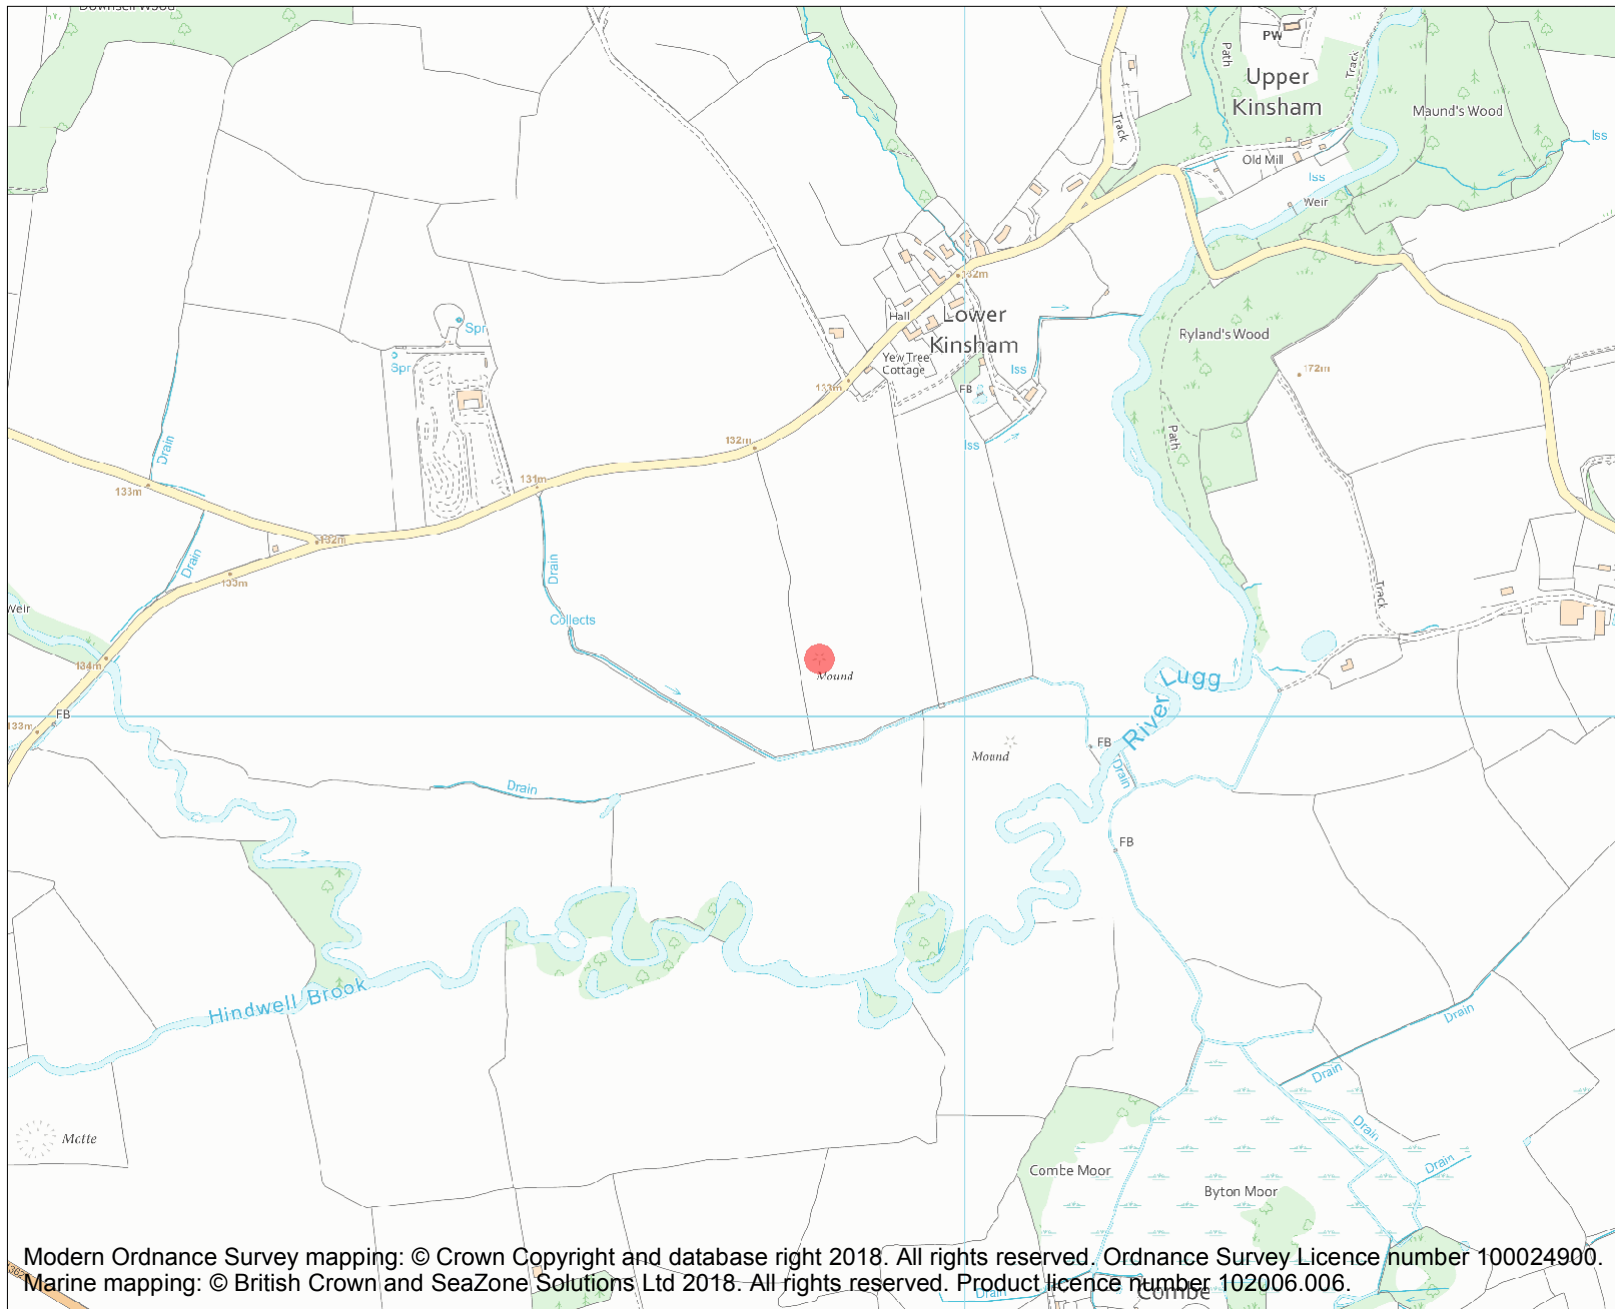 PW
Path
Track
Upper
Kinsham
Maund's Wood
Iss
Track
Old Mill
Iss
Weir
132m
Spr
Hall
Lower
Kinsham
Ryland's Wood
Spr
Yew Tree
Cottage
Iss
172m
133m
FB
Path
132m
Iss
Drain
131m
133m
132m
Drain
Drain
133m
Track
Weir
Collects
134m
Mound
River Lugg
FB
133m
FB
Mound
Drain
Drain
FB
Hindwell Brook
Drain
Drain
Drain
Motte
Drain
Combe Moor
Byton Moor
Modern Ordnance Survey mapping: © Crown Copyright and database right 2018. All rights reserved. Ordnance Survey Licence number 100024900.
Marine mapping: © British Crown and SeaZone Solutions Ltd 2018. All rights reserved. Product licence number 102006.006.
Drain
Combe